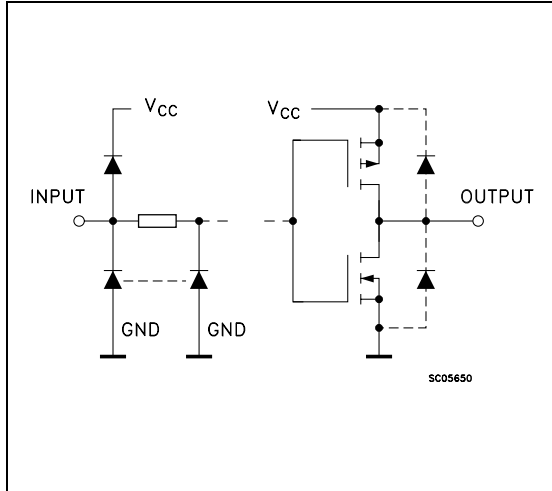 VCC
VCC
INPUT
OUTPUT
GND
GND
SC05650